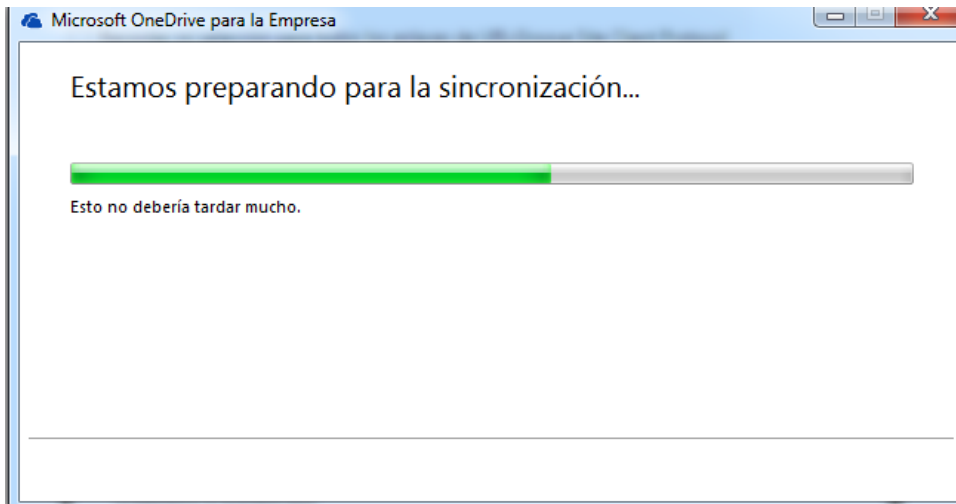 Microsoft OneDrive para la Empresa
Estamos preparando para la sincronización...
Esto no debería tardar mucho.